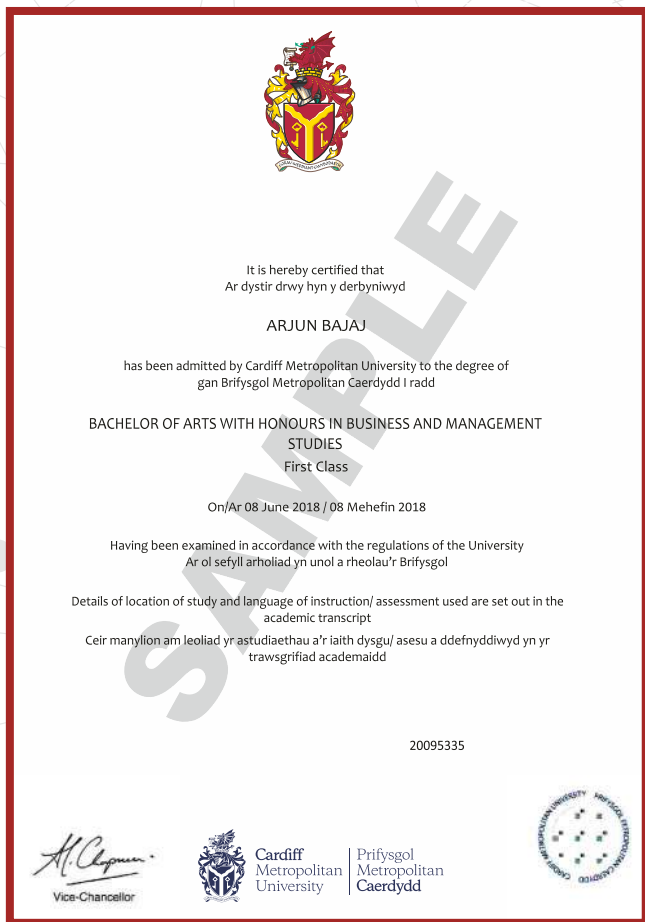 It is hereby certified that
Ar dystir drwy hyn y derbyniwyd
ARJUN BAJAJ
has been admitted by Cardiff Metropolitan University to the degree of
gan Brifysgol Metropolitan Caerdydd I radd
BACHELOR OF ARTS WITH HONOURS IN BUSINESS AND MANAGEMENT
STUDIES
First Class
On/Ar 08 June 2018 / 08 Mehefin 2018
Having been examined in accordance with the regulations of the University
Ar ol sefyll arholiad yn unol a rheolau'r Brifysgol
Details of location of study and language of instruction/ assessment used are set out in the
academic transcript
Ceir manylion am leoliad yr astudiaethau a'r iaith dysgu/ asesu a ddefnyddiwyd yn yr
trawsgrifiad academaidd
SAMPLE
20095335
Vice-Chancellor
Cardiff
Metropolitan
University
Prifysgol
Metropolitan
Caerdydd
CARDIFF METROPOLITAN UNIVERSITY
PRIFYSGOL METROPOLITAN CAERDYDD